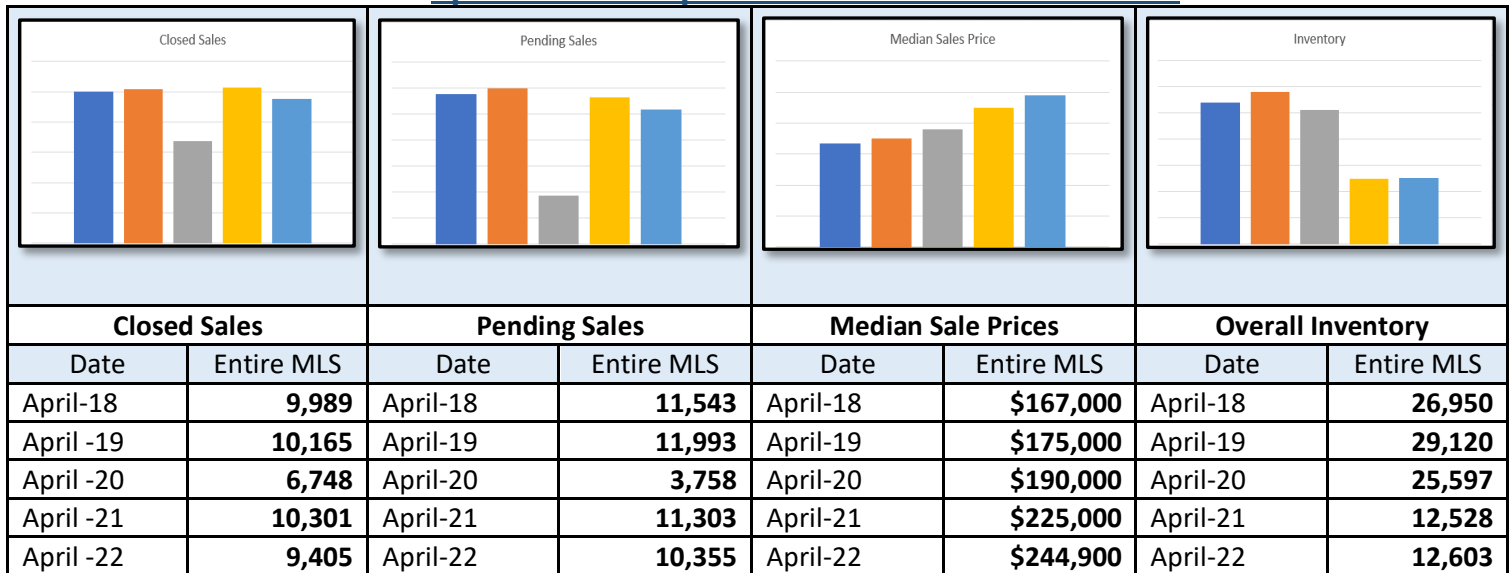 Closed Sales Pending Sales Median Sales Price Inventory
Closed Sales Pending Sales Median Sale Prices Overall Inventory
Date Entire MLS Date Entire MLS Date Entire MLS Date Entire MLS
April-18 9,989 April-18 11,543 April-18 $167,000 April-18 26,950
April -19 10,165 April-19 11,993 April-19 $175,000 April-19 29,120
April -20 6,748 April-20 3,758 April-20 $190,000 April-20 25,597
April -21 10,301 April-21 11,303 April-21 $225,000 April-21 12,528
April -22 9,405 April-22 10,355 April-22 $244,900 April-22 12,603